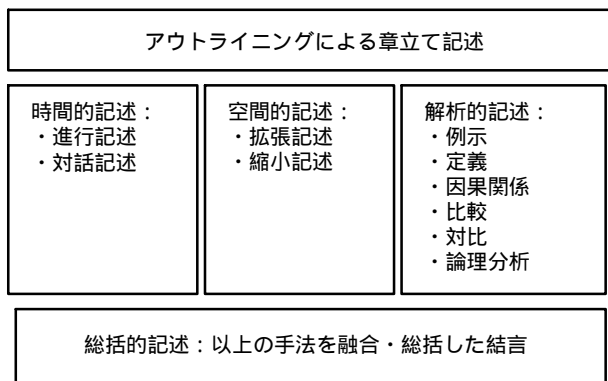 アウトライニングによる章立て記述
時間的記述：
・進行記述
・対話記述
空間的記述：
・拡張記述
・縮小記述
解析的記述：
・例示
・定義
・因果関係
・比較
・対比
・論理分析
総括的記述：以上の手法を融合・総括した結言